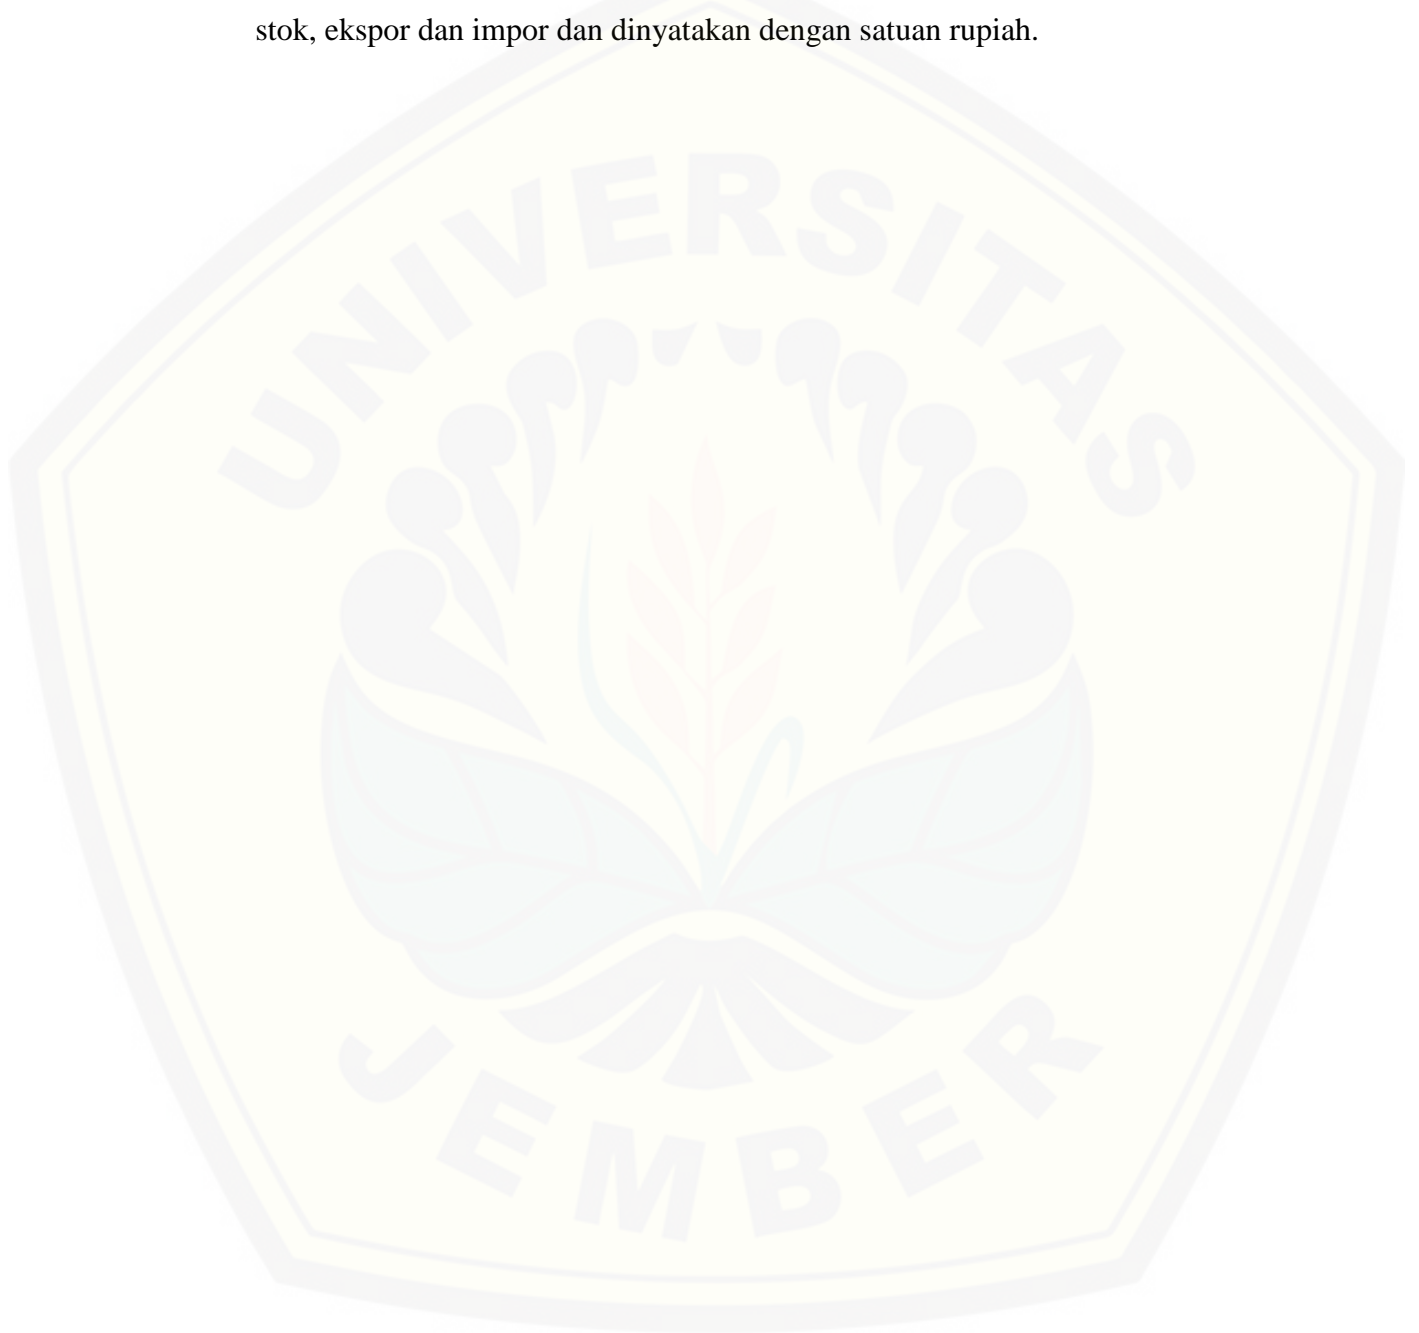 stok, ekspor dan impor dan dinyatakan dengan satuan rupiah.
UNIVERSITAS
JEMBER